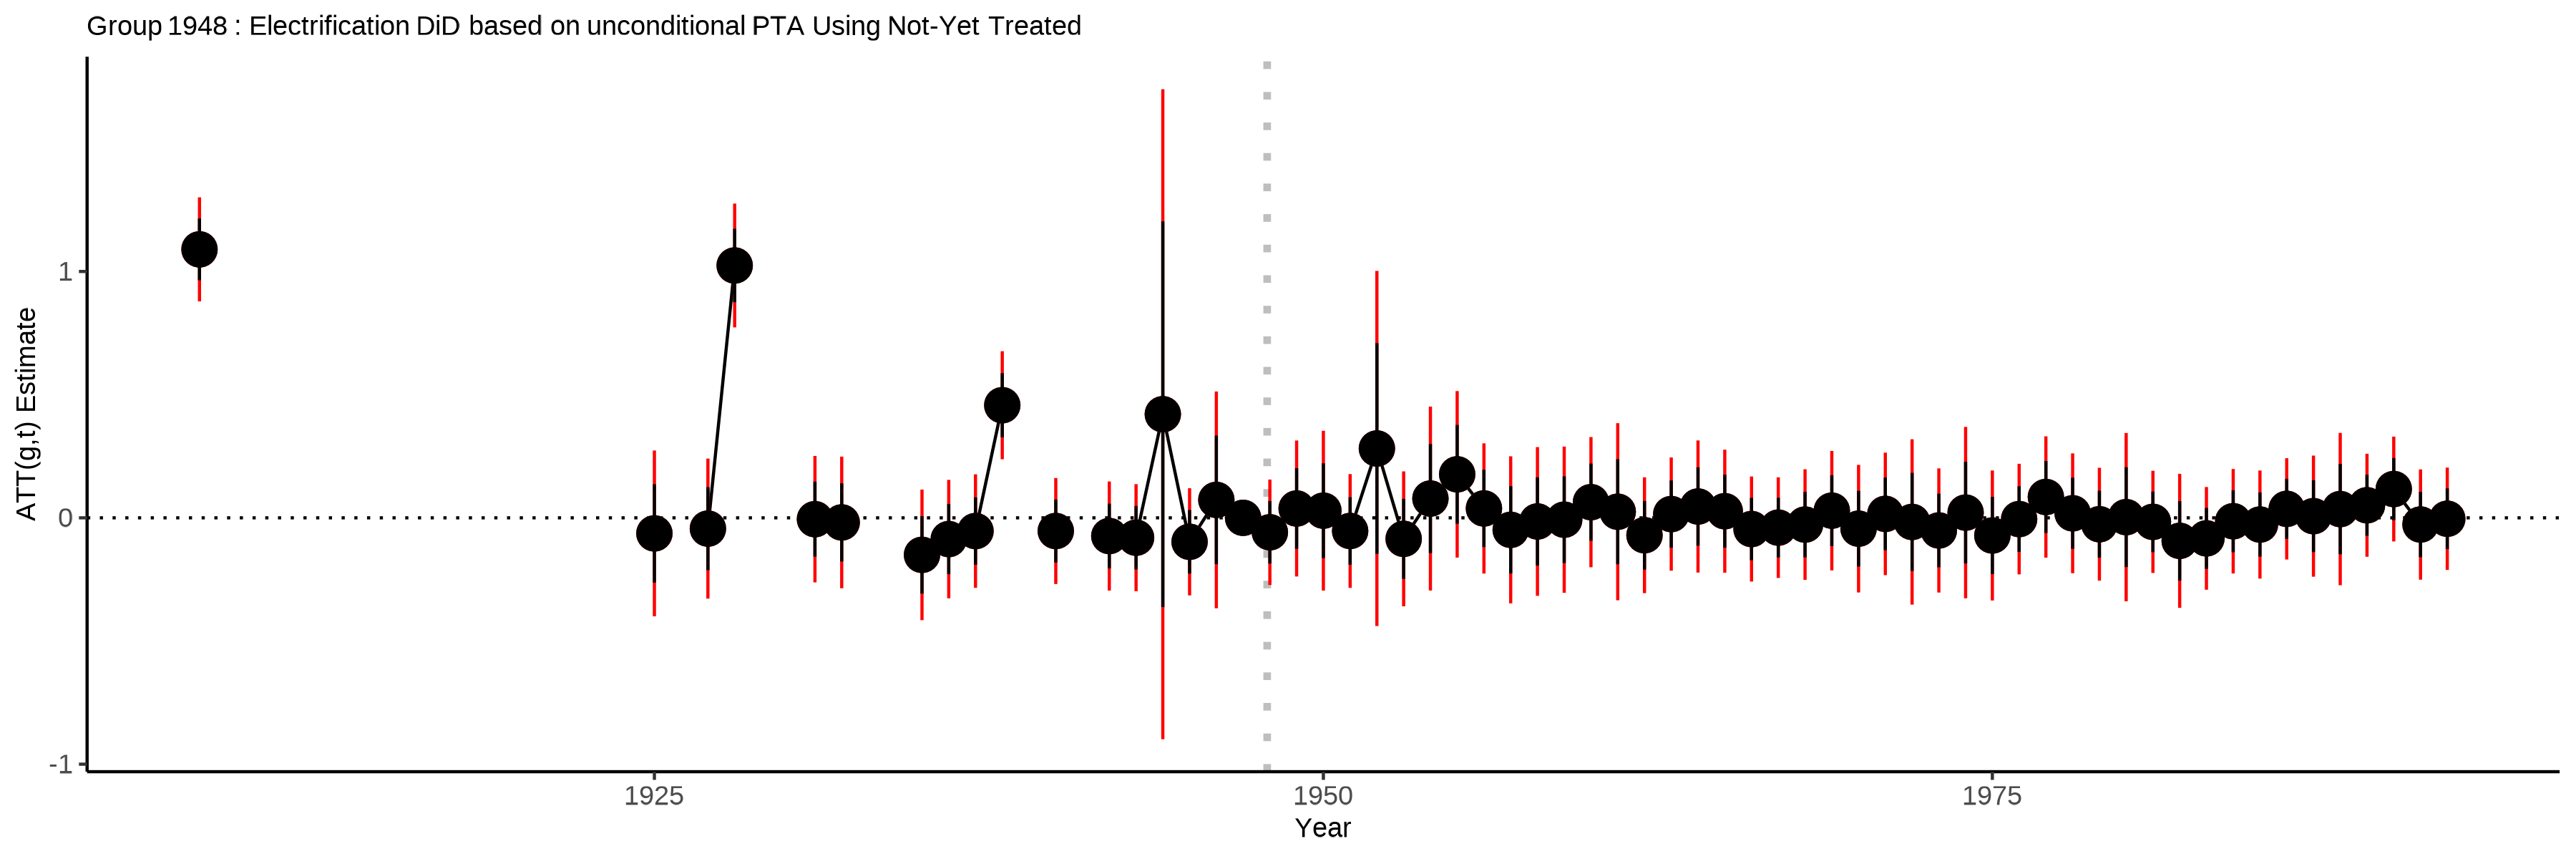 Group 1948 : Electrification DiD based on unconditional PTA Using Not-Yet Treated
ATT(g,t) Estimate
1
0
-1
1925
1950
1975
Year